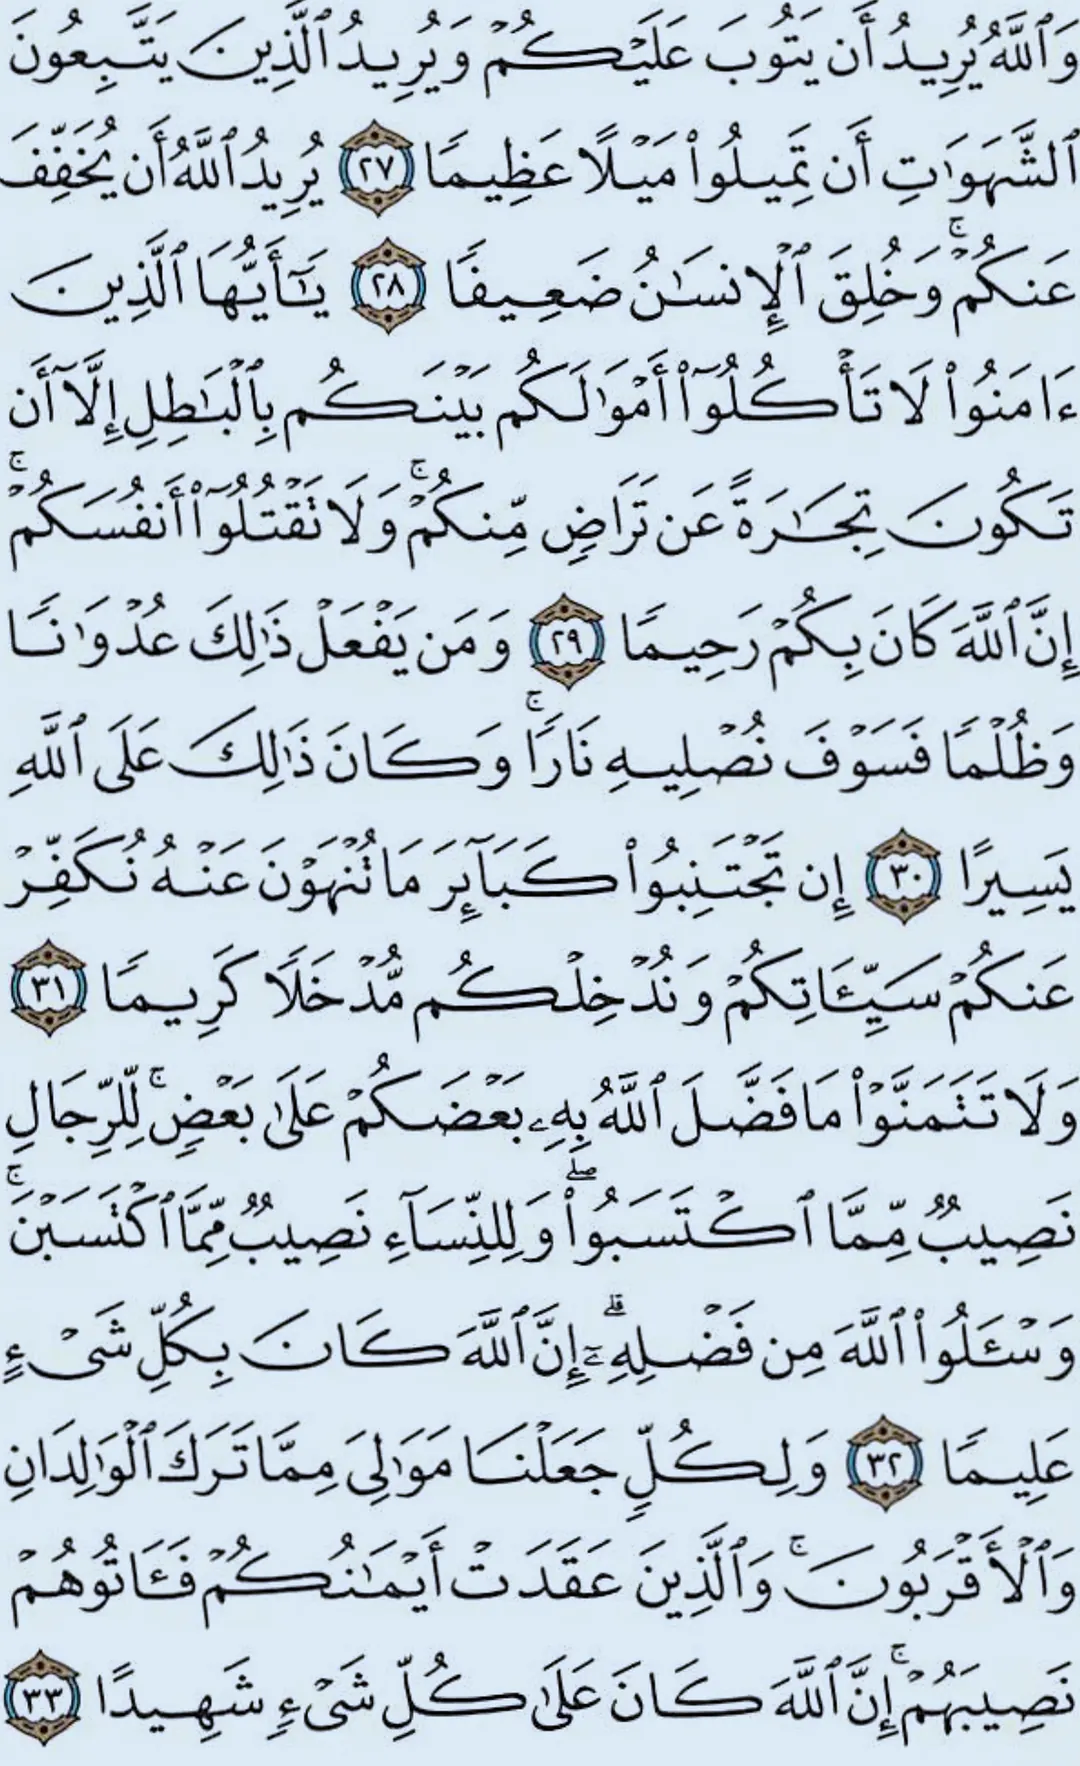 وَٱللَّهُ يُرِيدُ أَن يَتُوبَ عَلَيْكُمْ وَيُرِيدُ ٱلَّذِينَ يَتَّبِعُونَ
ٱلشَّهَوَٰتِ أَن تَمِيلُوا۟ مَيْلًا عَظِيمًا ٢٧ يُرِيدُ ٱللَّهُ أَن يُخَفِّفَ
عَنكُمْ ۚ وَخُلِقَ ٱلْإِنسَـٰنُ ضَعِيفًا ٢٨ يَـٰٓأَيُّهَا ٱلَّذِينَ
ءَامَنُوا۟ لَا تَأْكُلُوٓا۟ أَمْوَٰلَكُم بَيْنَكُم بِٱلْبَـٰطِلِ إِلَّآ أَن
تَكُونَ تِجَـٰرَةً عَن تَرَاضٍ مِّنكُمْ ۚ وَلَا تَقْتُلُوٓا۟ أَنفُسَكُمْ ۚ
إِنَّ ٱللَّهَ كَانَ بِكُمْ رَحِيمًا ٢٩ وَمَن يَفْعَلْ ذَٰلِكَ عُدْوَٰنًا
وَظُلْمًا فَسَوْفَ نُصْلِيهِ نَارًا ۚ وَكَانَ ذَٰلِكَ عَلَى ٱللَّهِ
يَسِيرًا ٣٠ إِن تَجْتَنِبُوا۟ كَبَآئِرَ مَا تُنْهَوْنَ عَنْهُ نُكَفِّرْ
عَنكُمْ سَيِّـَٔاتِكُمْ وَنُدْخِلْكُم مُّدْخَلًا كَرِيمًا ٣١
وَلَا تَتَمَنَّوْا۟ مَا فَضَّلَ ٱللَّهُ بِهِۦ بَعْضَكُمْ عَلَىٰ بَعْضٍ ۚ لِّلرِّجَالِ
نَصِيبٌ مِّمَّا ٱكْتَسَبُوا۟ ۖ وَلِلنِّسَآءِ نَصِيبٌ مِّمَّا ٱكْتَسَبْنَ ۚ
وَسْـَٔلُوا۟ ٱللَّهَ مِن فَضْلِهِۦٓ ۗ إِنَّ ٱللَّهَ كَانَ بِكُلِّ شَىْءٍ
عَلِيمًا ٣٢ وَلِكُلٍّ جَعَلْنَا مَوَٰلِىَ مِمَّا تَرَكَ ٱلْوَٰلِدَانِ
وَٱلْأَقْرَبُونَ ۚ وَٱلَّذِينَ عَقَدَتْ أَيْمَـٰنُكُمْ فَـَٔاتُوهُمْ
نَصِيبَهُمْ ۚ إِنَّ ٱللَّهَ كَانَ عَلَىٰ كُلِّ شَىْءٍ شَهِيدًا ٣٣